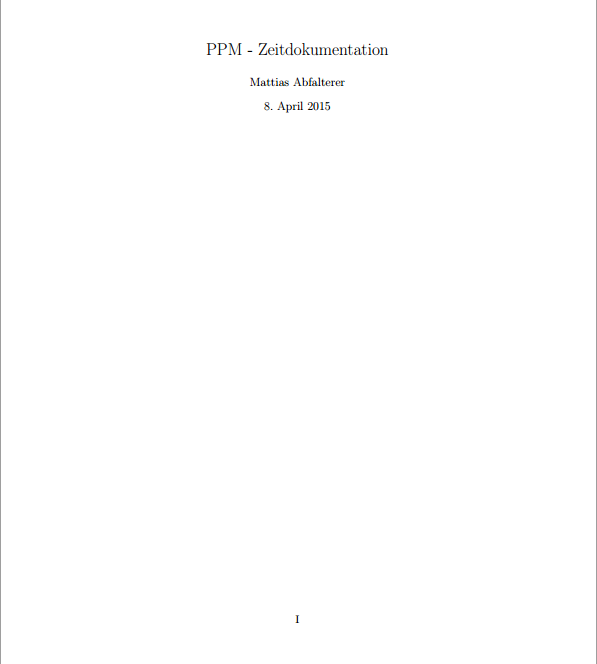 PPM - Zeitdokumentation
Mattias Abfalterer
8. April 2015
I